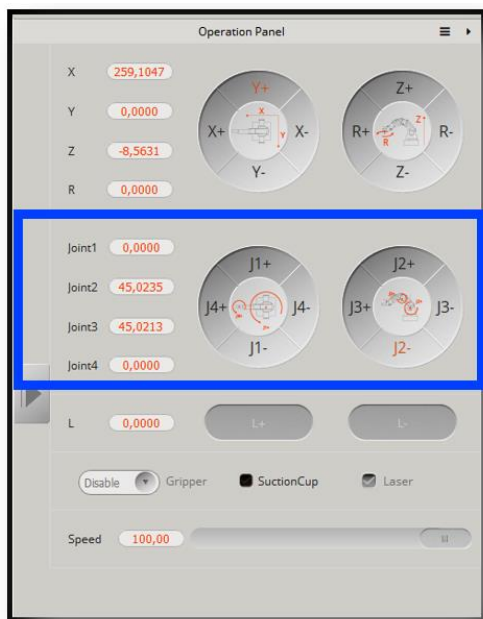 Operation Panel
X 259,1047
Y 0,0000
Z -8,5631
R 0,0000
Y+
X+ X-
Y-
X
Y
Z+
R+ R-
Z-
Z
R
Joint1 0,0000
Joint2 45,0235
Joint3 45,0213
Joint4 0,0000
J1+
J4+ J4-
J1-
J2+
J3+ J3-
J2-
L 0,0000 L+ L-
Disable Gripper SuctionCup Laser
Speed 100,00